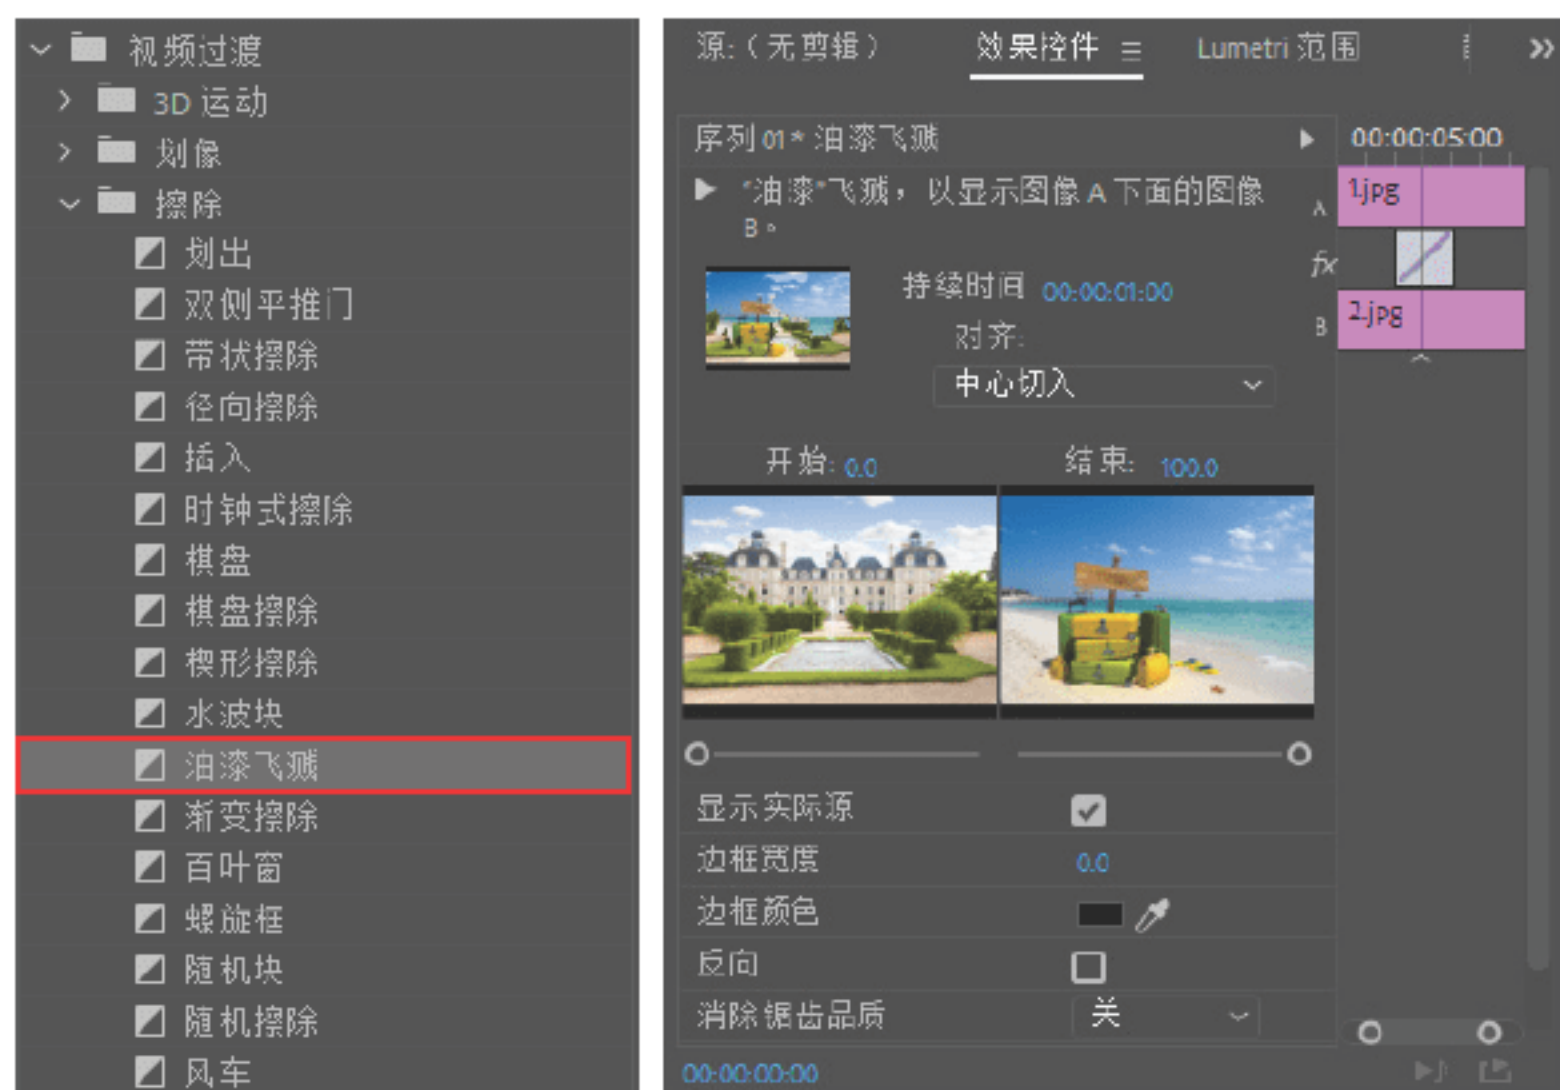 视频过渡
3D 运动
划像
擦除
划出
双侧平推门
带状擦除
径向擦除
插入
时钟式擦除
棋盘
棋盘擦除
楔形擦除
水波块
油漆飞溅
渐变擦除
百叶窗
螺旋框
随机块
随机擦除
风车
源:（无剪辑） 效果控件 Lumetri 范围
序列 01* 油漆飞溅
00:00:05:00
"油漆"飞溅，以显示图像 A 下面的图像
B。
A 1.jpg
fx
B 2.jpg
持续时间 00:00:01:00
对齐:
中心切入
开始: 0.0 结束: 100.0
显示实际源
边框宽度 0.0
边框颜色
反向
消除锯齿品质 关
00:00:00:00